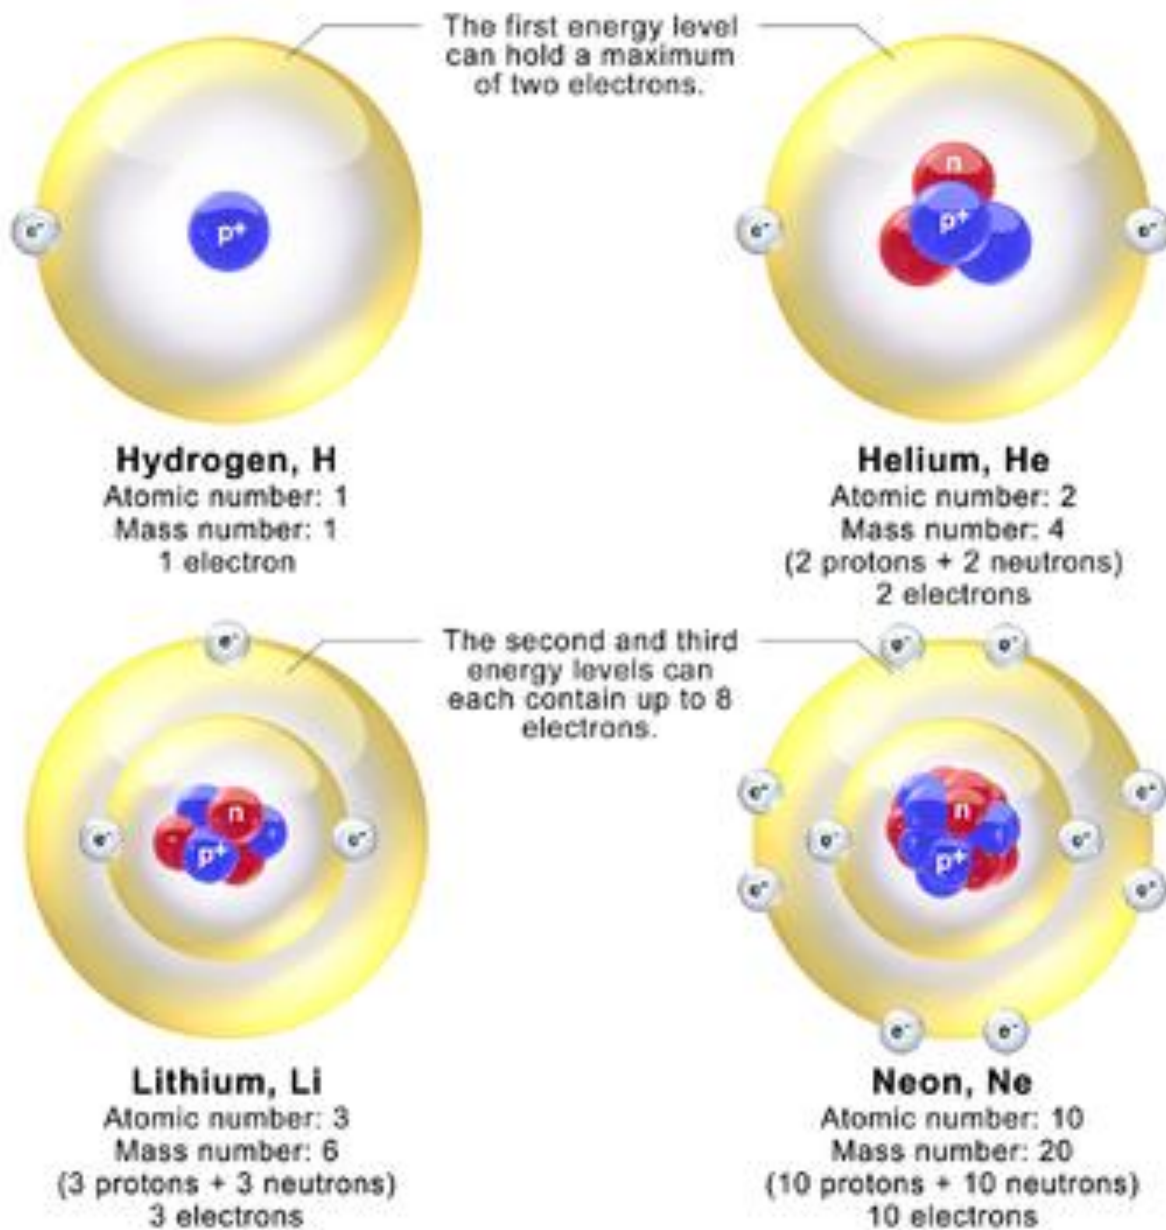 The first energy level
can hold a maximum
of two electrons.
e⁻
p⁺
e⁻
n
p⁺
e⁻
Hydrogen, H
Atomic number: 1
Mass number: 1
1 electron
Helium, He
Atomic number: 2
Mass number: 4
(2 protons + 2 neutrons)
2 electrons
The second and third
energy levels can
each contain up to 8
electrons.
e⁻
e⁻
n
p⁺
e⁻
e⁻
e⁻
e⁻
e⁻
e⁻
n
p⁺
e⁻
e⁻
e⁻
e⁻
e⁻
Lithium, Li
Atomic number: 3
Mass number: 6
(3 protons + 3 neutrons)
3 electrons
Neon, Ne
Atomic number: 10
Mass number: 20
(10 protons + 10 neutrons)
10 electrons